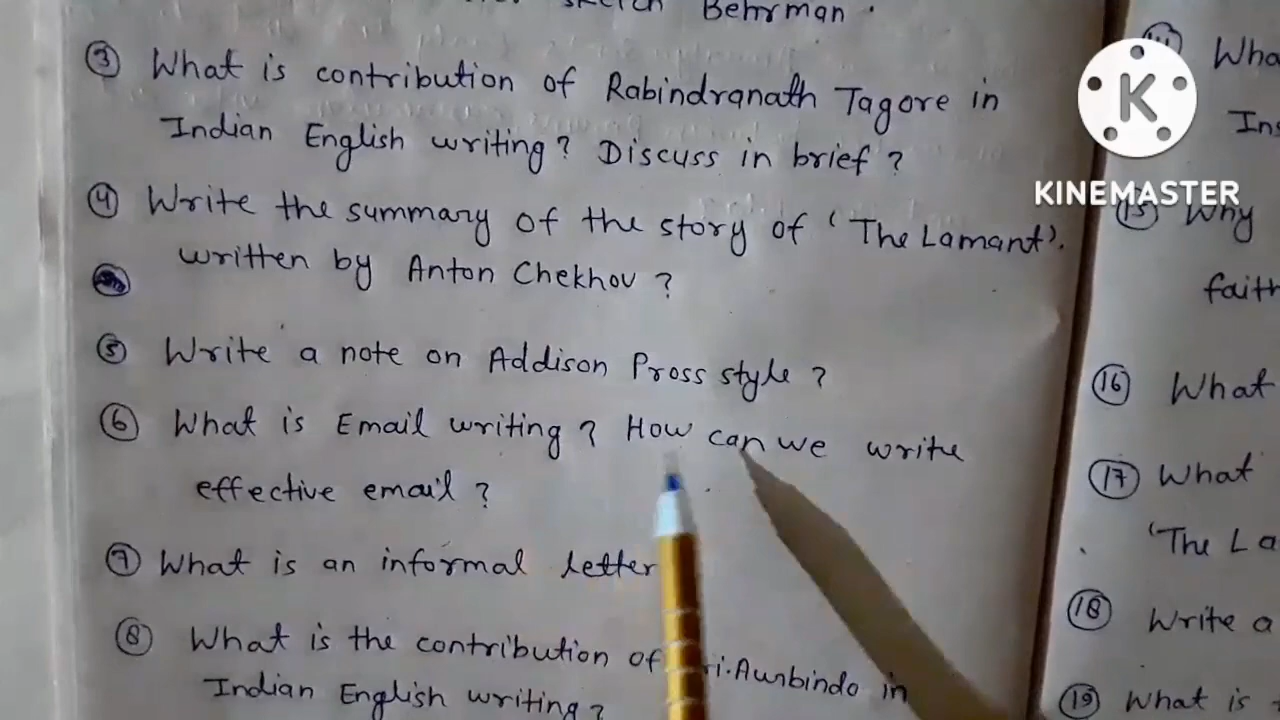 sketch Behrman.
③ What is contribution of Rabindranath Tagore in
Indian English writing? Discuss in brief?
④ Write the summary of the story of 'The Lamant'.
written by Anton Chekhov?
⑤ Write a note on Addison Pross style?
⑥ What is Email writing? How can we write
effective email?
⑦ What is an informal letter
⑧ What is the contribution of ri. Aurbindo in
Indian English writing?
K
KINEMASTER
Wha
Ins
15 Why
faith
⑯ What
⑰ What
'The La
⑱ Write a
⑲ What is